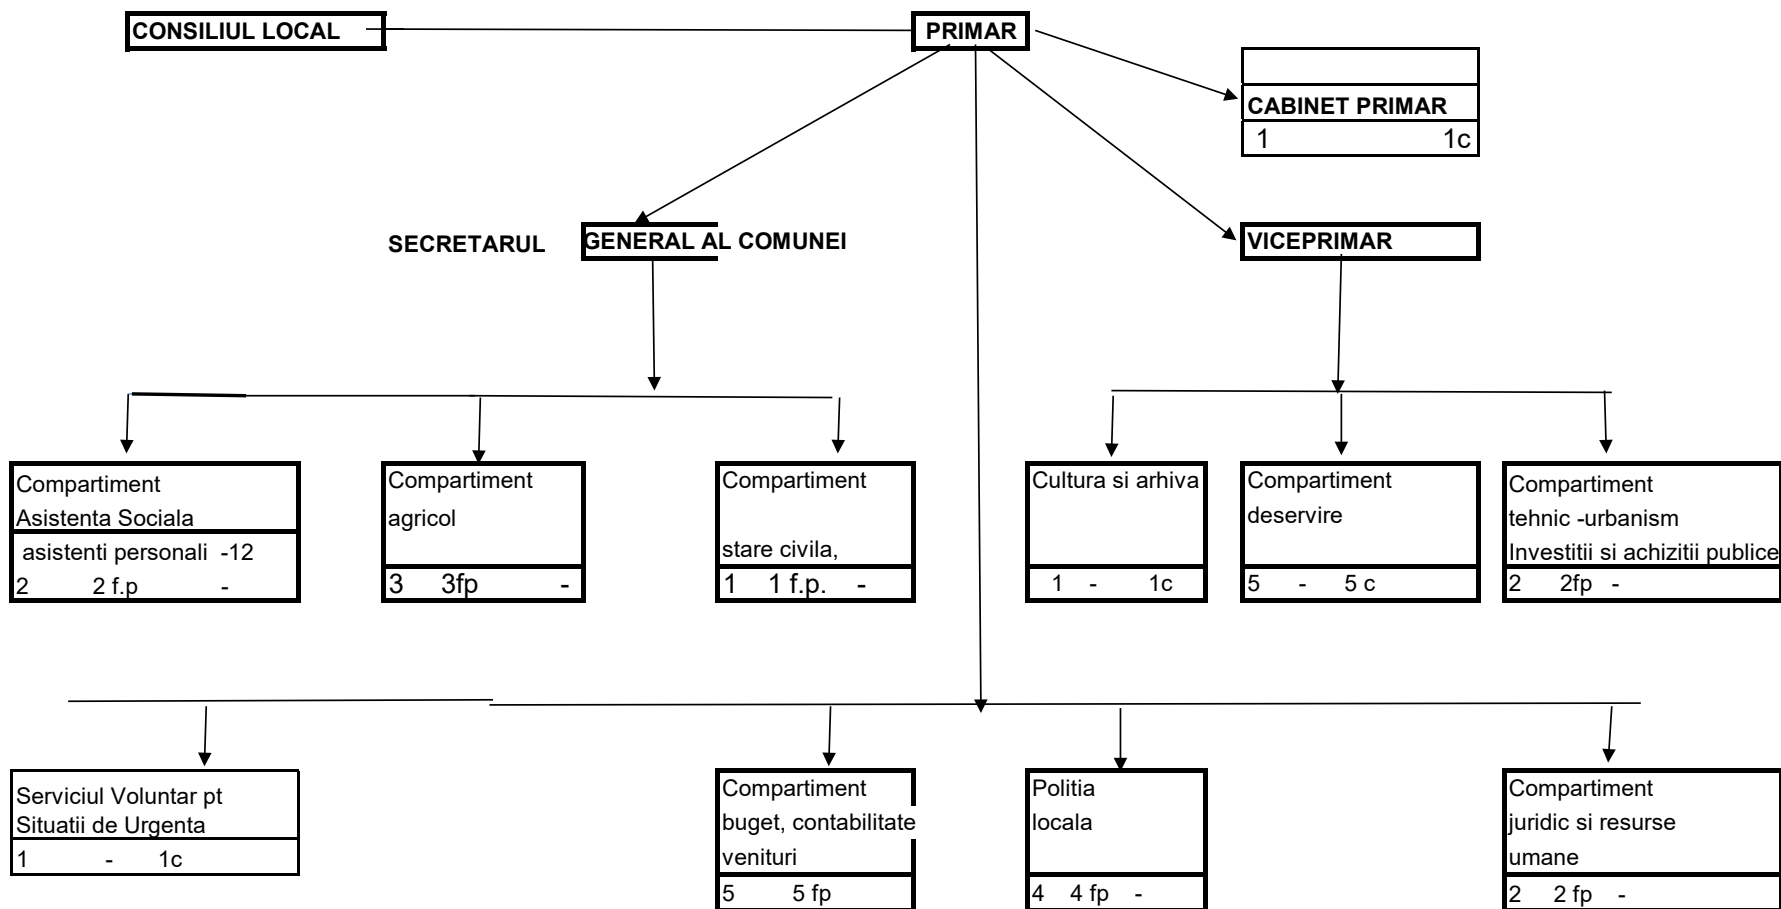 CONSILIUL LOCAL
PRIMAR
CABINET PRIMAR
1 1c
SECRETARUL GENERAL AL COMUNEI
VICEPRIMAR
Compartiment
Asistenta Sociala
asistenti personali -12
2 2 f.p -
Compartiment
agricol
3 3fp -
Compartiment
stare civila,
1 1 f.p. -
Cultura si arhiva
1 - 1c
Compartiment
deservire
5 - 5 c
Compartiment
tehnic -urbanism
Investitii si achizitii publice
2 2fp -
Serviciul Voluntar pt
Situatii de Urgenta
1 - 1c
Compartiment
buget, contabilitate
venituri
5 5 fp
Politia
locala
4 4 fp -
Compartiment
juridic si resurse
umane
2 2 fp -